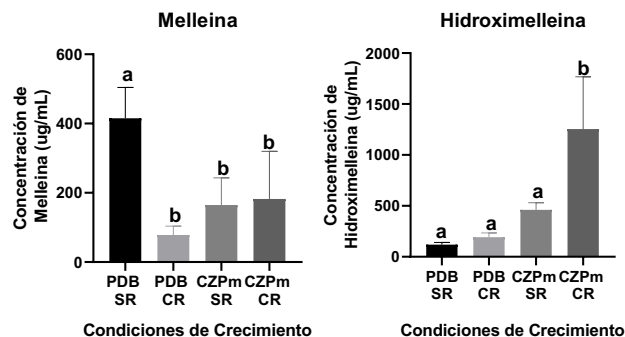 Melleina
Concentración de
Melleina (ug/mL)
600
400
200
0
a
b
b
b
PDB PDB CZPm CZPm
SR CR SR CR
Condiciones de Crecimiento
Hidroximelleina
Concentración de
Hidroximelleina (ug/mL)
2000
1500
1000
500
0
a
a
a
b
PDB PDB CZPm CZPm
SR CR SR CR
Condiciones de Crecimiento